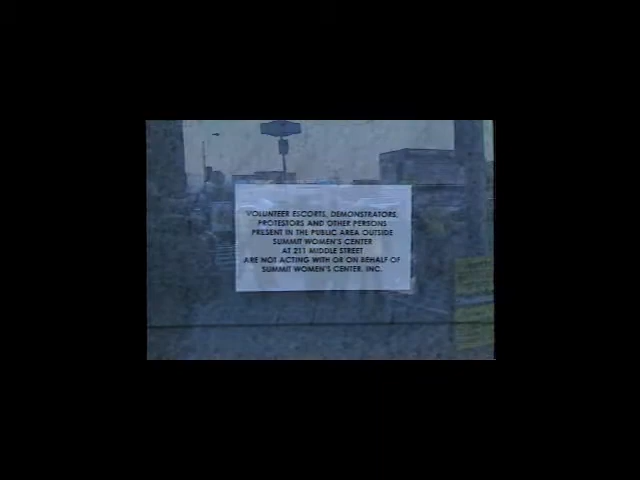 VOLUNTEER ESCORTS, DEMONSTRATORS,
PROTESTORS AND OTHER PERSONS
PRESENT IN THE PUBLIC AREA OUTSIDE
SUMMIT WOMEN'S CENTER
AT 211 MIDDLE STREET
ARE NOT ACTING WITH OR ON BEHALF OF
SUMMIT WOMEN'S CENTER, INC.